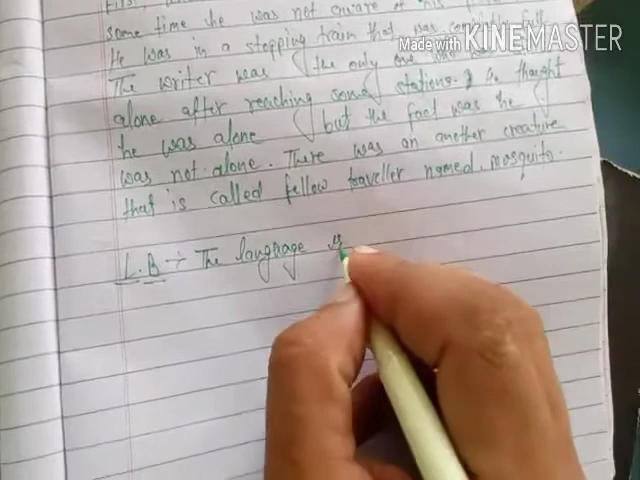 some time he was not aware of his
Made with KINEMASTER
He was in a stopping train that was
The writer was the only one who
alone after reaching some stations. he thought
he was alone but the fact was he
was not alone. There was an another creature
that is called fellow traveller named mosquito.
L.B → The language